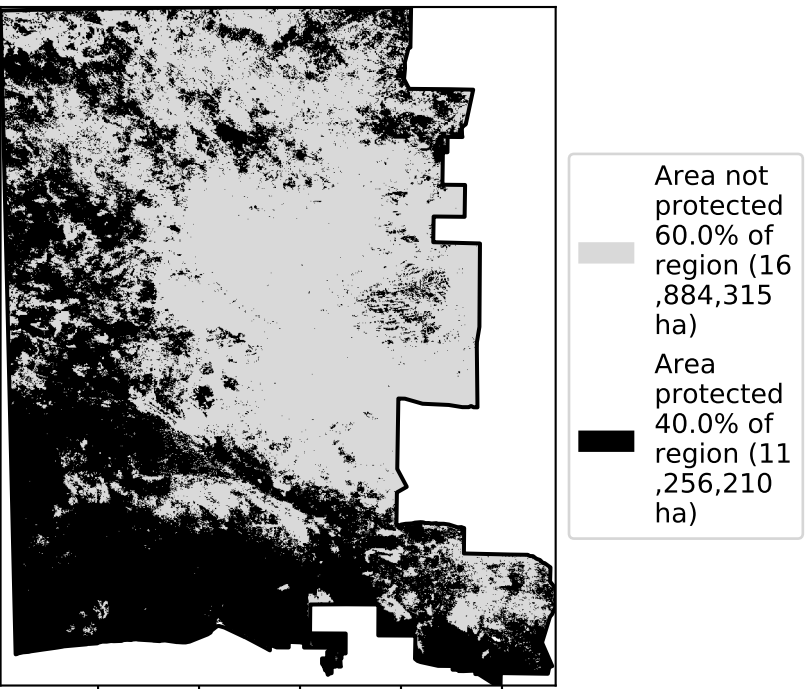 Area not
protected
60.0% of
region (16
,884,315
ha)
Area
protected
40.0% of
region (11
,256,210
ha)